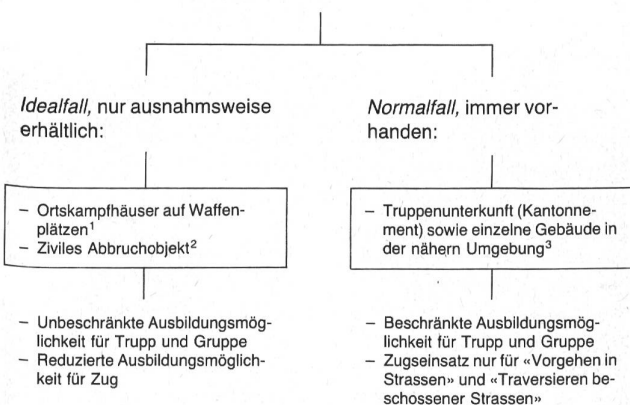 Idealfall, nur ausnahmsweise
erhältlich:
– Ortskampfhäuser auf Waffen-
plätzen¹
– Ziviles Abbruchobjekt²
– Unbeschränkte Ausbildungsmög-
lichkeit für Trupp und Gruppe
– Reduzierte Ausbildungsmöglich-
keit für Zug
Normalfall, immer vor-
handen:
– Truppenunterkunft (Kantonne-
ment) sowie einzelne Gebäude in
der nähern Umgebung³
– Beschränkte Ausbildungsmög-
lichkeit für Trupp und Gruppe
– Zugseinsatz nur für «Vorgehen in
Strassen» und «Traversieren be-
schossener Strassen»